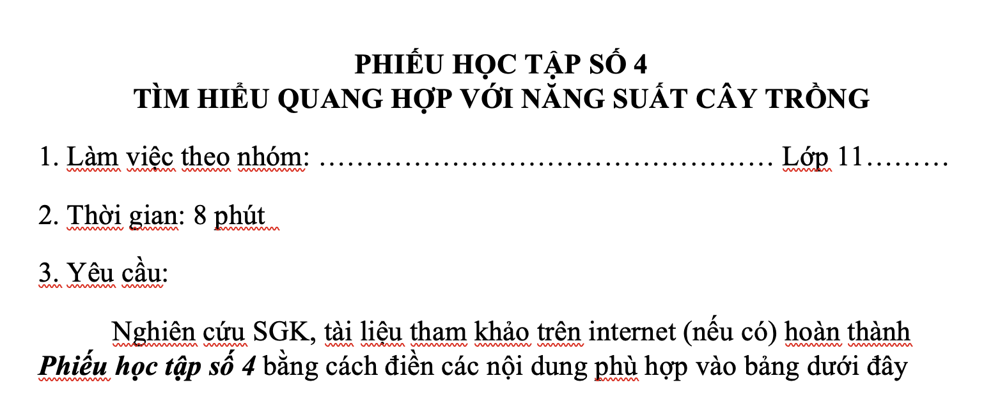 PHIẾU HỌC TẬP SỐ 4
TÌM HIỂU QUANG HỢP VỚI NĂNG SUẤT CÂY TRỒNG
1. Làm việc theo nhóm: ………………………………………… Lớp 11………
2. Thời gian: 8 phút
3. Yêu cầu:
Nghiên cứu SGK, tài liệu tham khảo trên internet (nếu có) hoàn thành
Phiếu học tập số 4 bằng cách điền các nội dung phù hợp vào bảng dưới đây